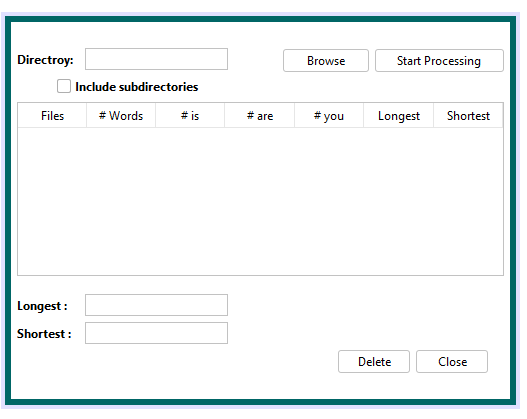 Directroy: Browse Start Processing
Include subdirectories
Files # Words # is # are # you Longest Shortest
Longest :
Shortest :
Delete Close